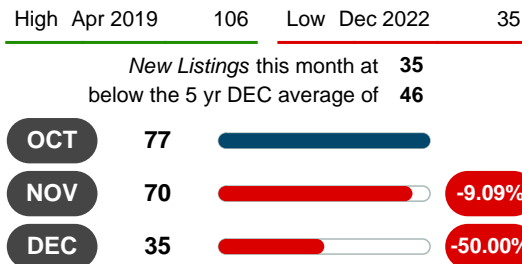 High Apr 2019 106 Low Dec 2022 35
New Listings this month at 35
below the 5 yr DEC average of 46
OCT 77
NOV 70 -9.09%
DEC 35 -50.00%